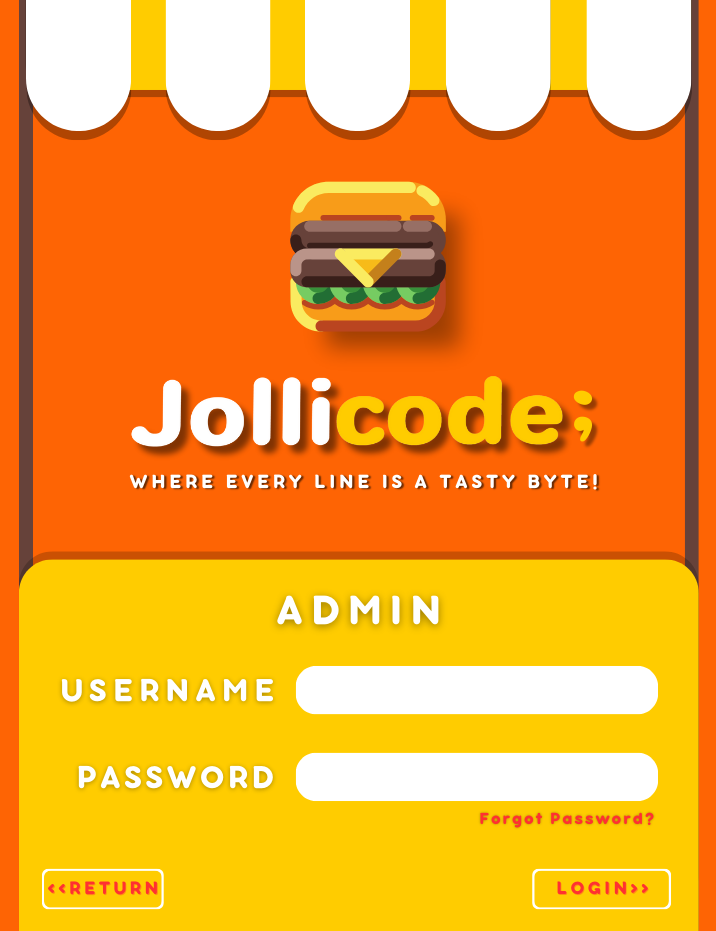 Jollicode;
WHERE EVERY LINE IS A TASTY BYTE!
ADMIN
USERNAME
PASSWORD
Forgot Password?
<<RETURN
LOGIN>>